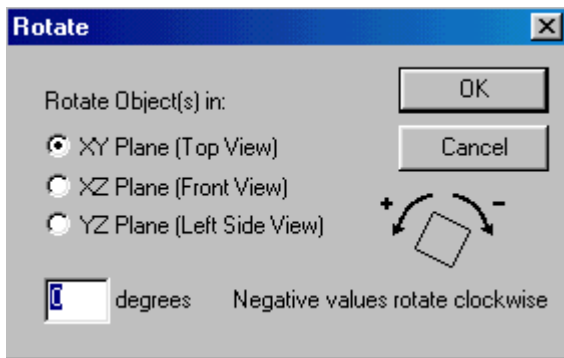 Rotate
OK
Rotate Object(s) in:
XY Plane (Top View)
Cancel
XZ Plane (Front View)
YZ Plane (Left Side View)
+ -
0 degrees Negative values rotate clockwise